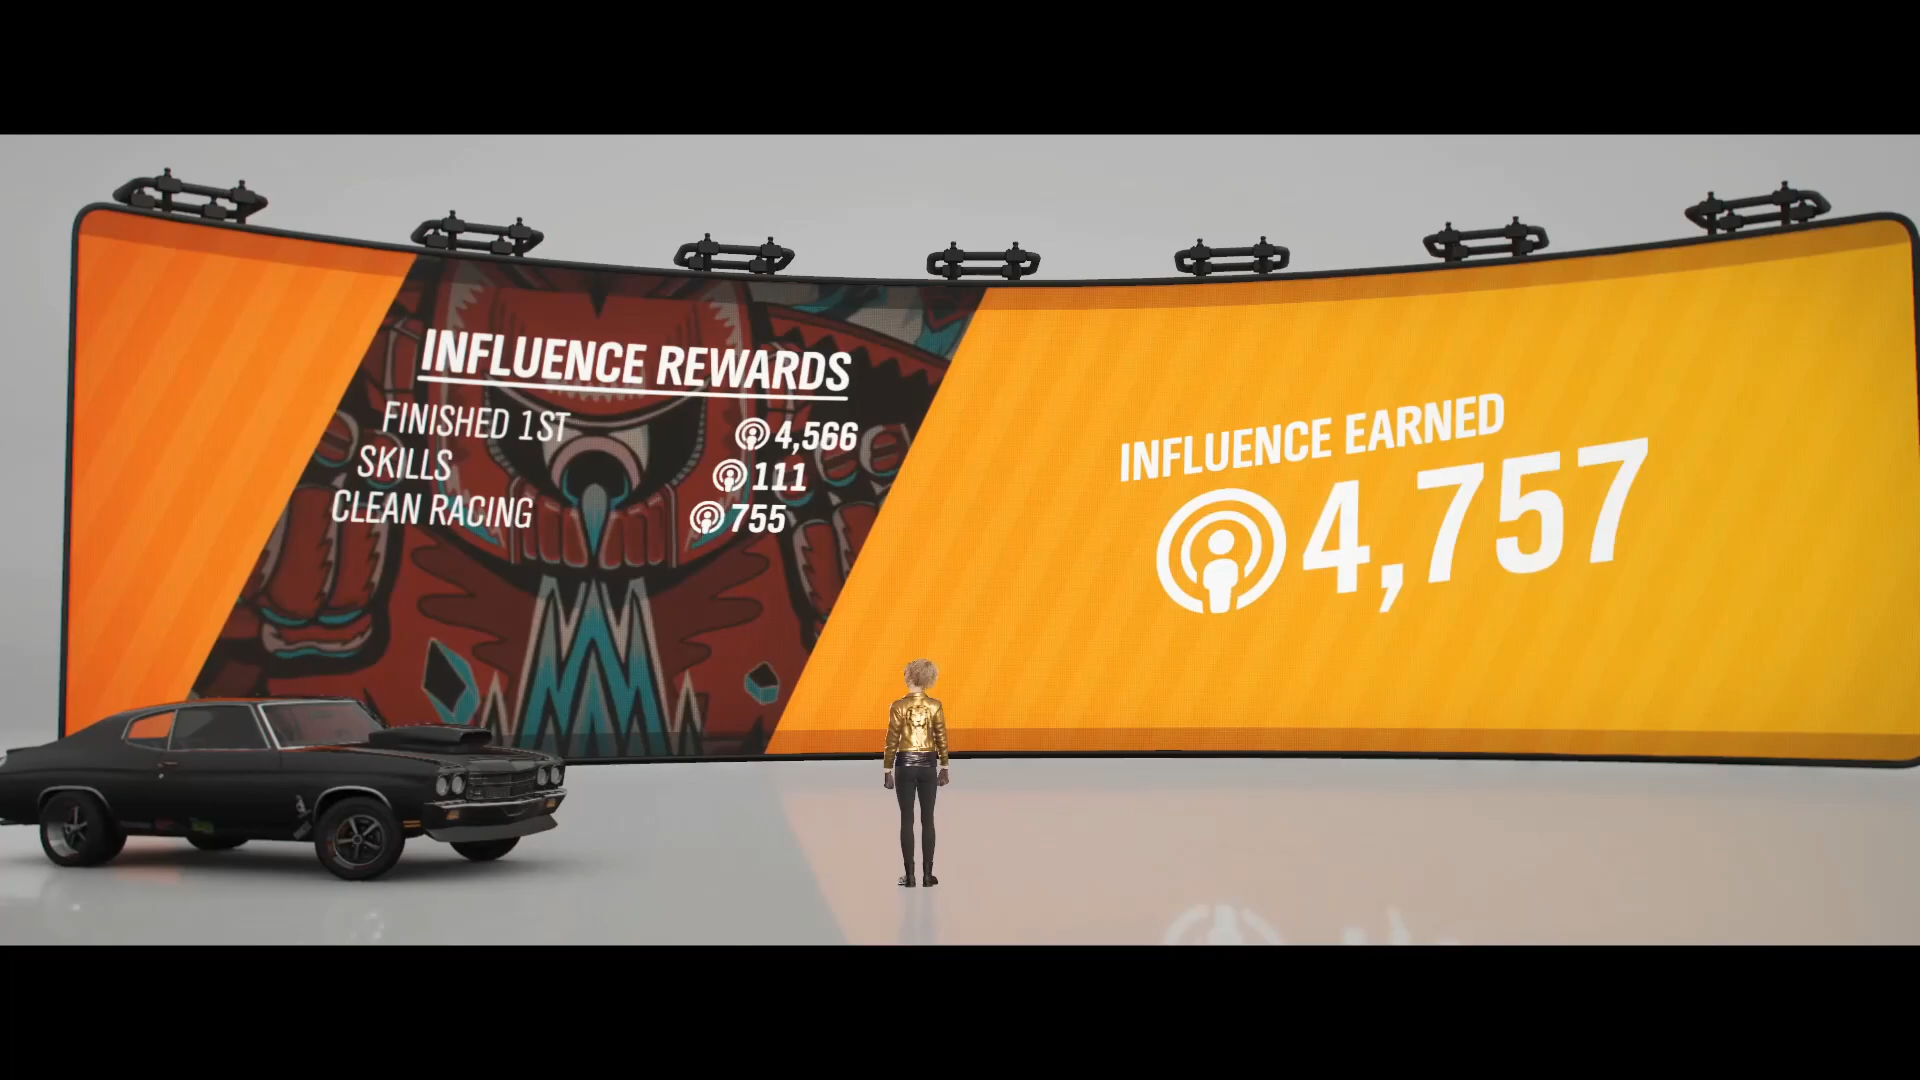 INFLUENCE REWARDS
FINISHED 1ST 4,566
SKILLS 111
CLEAN RACING 755
INFLUENCE EARNED
4,757